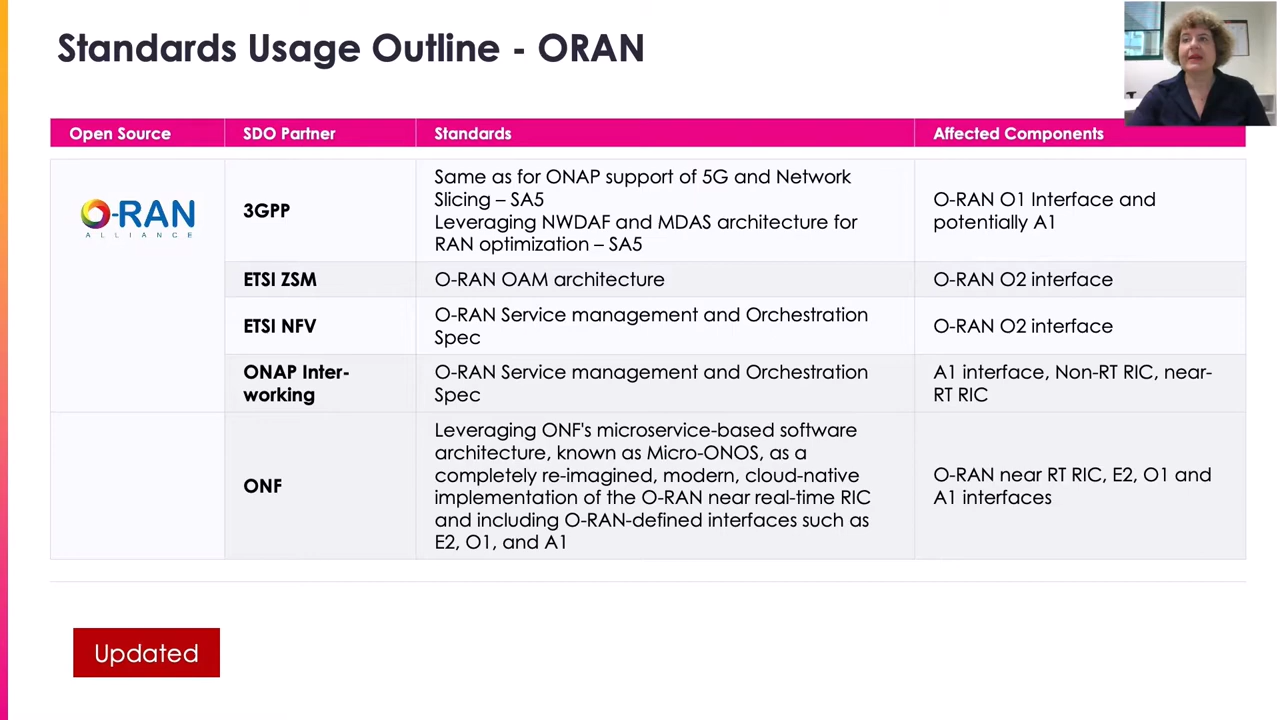 Standards Usage Outline - ORAN
Open Source
SDO Partner
Standards
Affected Components
O-RAN
ALLIANCE
3GPP
Same as for ONAP support of 5G and Network
Slicing – SA5
Leveraging NWDAF and MDAS architecture for
RAN optimization – SA5
O-RAN O1 Interface and
potentially A1
ETSI ZSM
O-RAN OAM architecture
O-RAN O2 interface
ETSI NFV
O-RAN Service management and Orchestration
Spec
O-RAN O2 interface
ONAP Inter-
working
O-RAN Service management and Orchestration
Spec
A1 interface, Non-RT RIC, near-
RT RIC
ONF
Leveraging ONF's microservice-based software
architecture, known as Micro-ONOS, as a
completely re-imagined, modern, cloud-native
implementation of the O-RAN near real-time RIC
and including O-RAN-defined interfaces such as
E2, O1, and A1
O-RAN near RT RIC, E2, O1 and
A1 interfaces
Updated